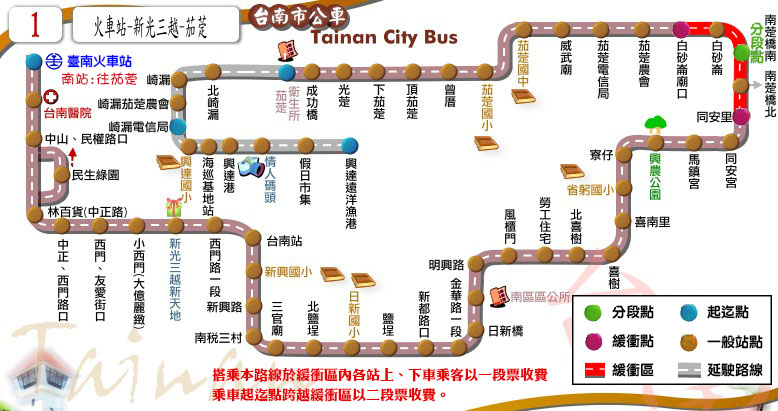 1
火車站-新光三越-茄萣
台南市公車
Tainan City Bus
臺南火車站
南站:往茄萣
台南醫院
中山、民權路口
民生綠園
林百貨(中正路)
中正、西門路口
西門、友愛街口
小西門(大億麗緻)
新光三越新天地
西門路一段
台南站
新興國小
新興路
南税三村
三官廟
北鹽埕
日新國小
鹽埕
新都路口
金華路一段
日新橋
南區區公所
明興路
風櫃門
勞工住宅
北喜樹
喜樹
喜南里
省躬國小
寮仔
興農公園
馬鎮宮
同安宮
同安里
南萣橋北
分段點
南萣橋南
白砂崙
白砂崙廟口
茄萣農會
茄萣電信局
威武廟
茄萣國中
茄萣國小
曾厝
頂茄萣
下茄萣
光萣
成功橋
茄萣衛生所
北崎漏
崎漏
崎漏茄萣農會
崎漏電信局
興達國小
海巡基地站
興達港
情人碼頭
假日市集
興達遠洋漁港
分段點
起迄點
緩衝點
一般站點
緩衝區
延駛路線
搭乘本路線於緩衝區內各站上、下車乘客以一段票收費
乘車起迄點跨越緩衝區以二段票收費。
Tainan